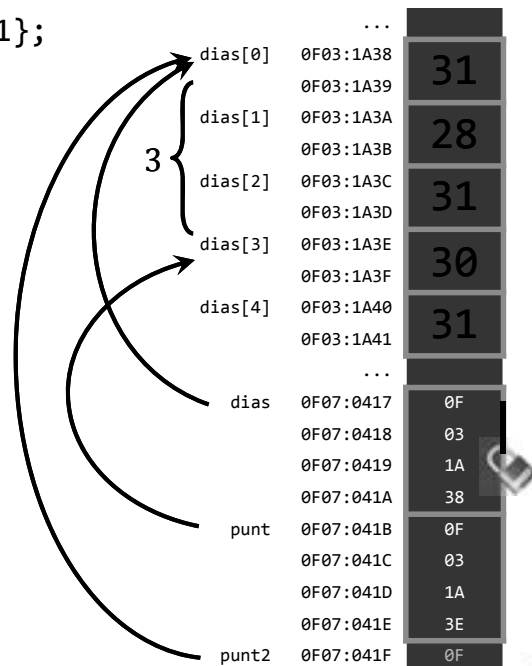 1};
...
dias[0] 0F03:1A38 31
0F03:1A39
dias[1] 0F03:1A3A 28
0F03:1A3B
3
dias[2] 0F03:1A3C 31
0F03:1A3D
dias[3] 0F03:1A3E 30
0F03:1A3F
dias[4] 0F03:1A40 31
0F03:1A41
...
dias 0F07:0417 0F
0F07:0418 03
0F07:0419 1A
0F07:041A 38
punt 0F07:041B 0F
0F07:041C 03
0F07:041D 1A
0F07:041E 3E
punt2 0F07:041F 0F